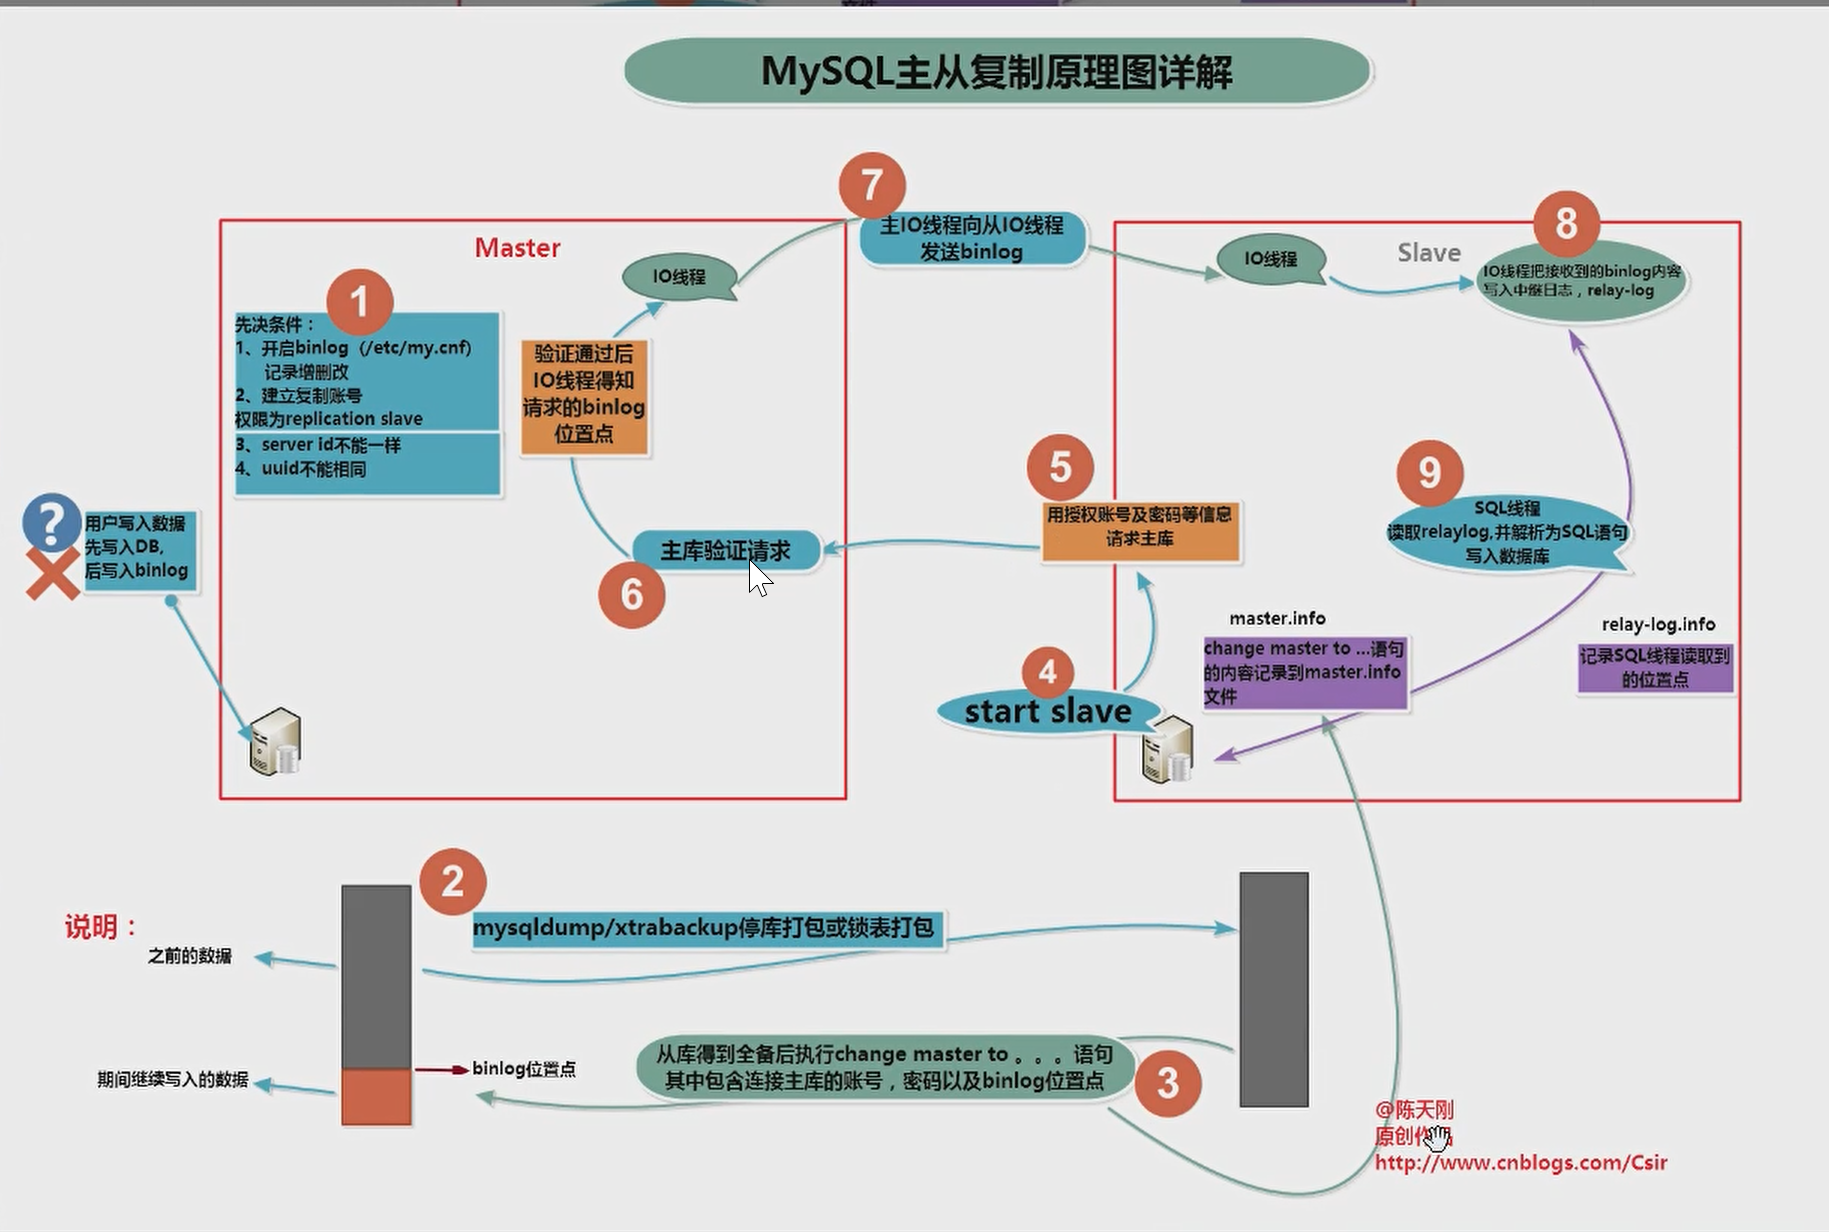 MySQL主从复制原理图详解
7
主IO线程向从IO线程
发送binlog
Master
IO线程
1
先决条件：
1、开启binlog（/etc/my.cnf）
记录增删改
2、建立复制账号
权限为replication slave
3、server id不能一样
4、uuid不能相同
验证通过后
IO线程得知
请求的binlog
位置点
?
用户写入数据
先写入DB,
后写入binlog
主库验证请求
6
IO线程
Slave
8
IO线程把接收到的binlog内容
写入中继日志，relay-log
5
用授权账号及密码等信息
请求主库
9
SQL线程
读取relaylog,并解析为SQL语句
写入数据库
4
start slave
master.info
change master to ...语句
的内容记录到master.info
文件
relay-log.info
记录SQL线程读取到
的位置点
说明：
之前的数据
期间继续写入的数据
2
mysqldump/xtrabackup停库打包或锁表打包
binlog位置点
从库得到全备后执行change master to 。。。语句
其中包含连接主库的账号，密码以及binlog位置点
3
@陈天刚
原创作品
http://www.cnblogs.com/Csir